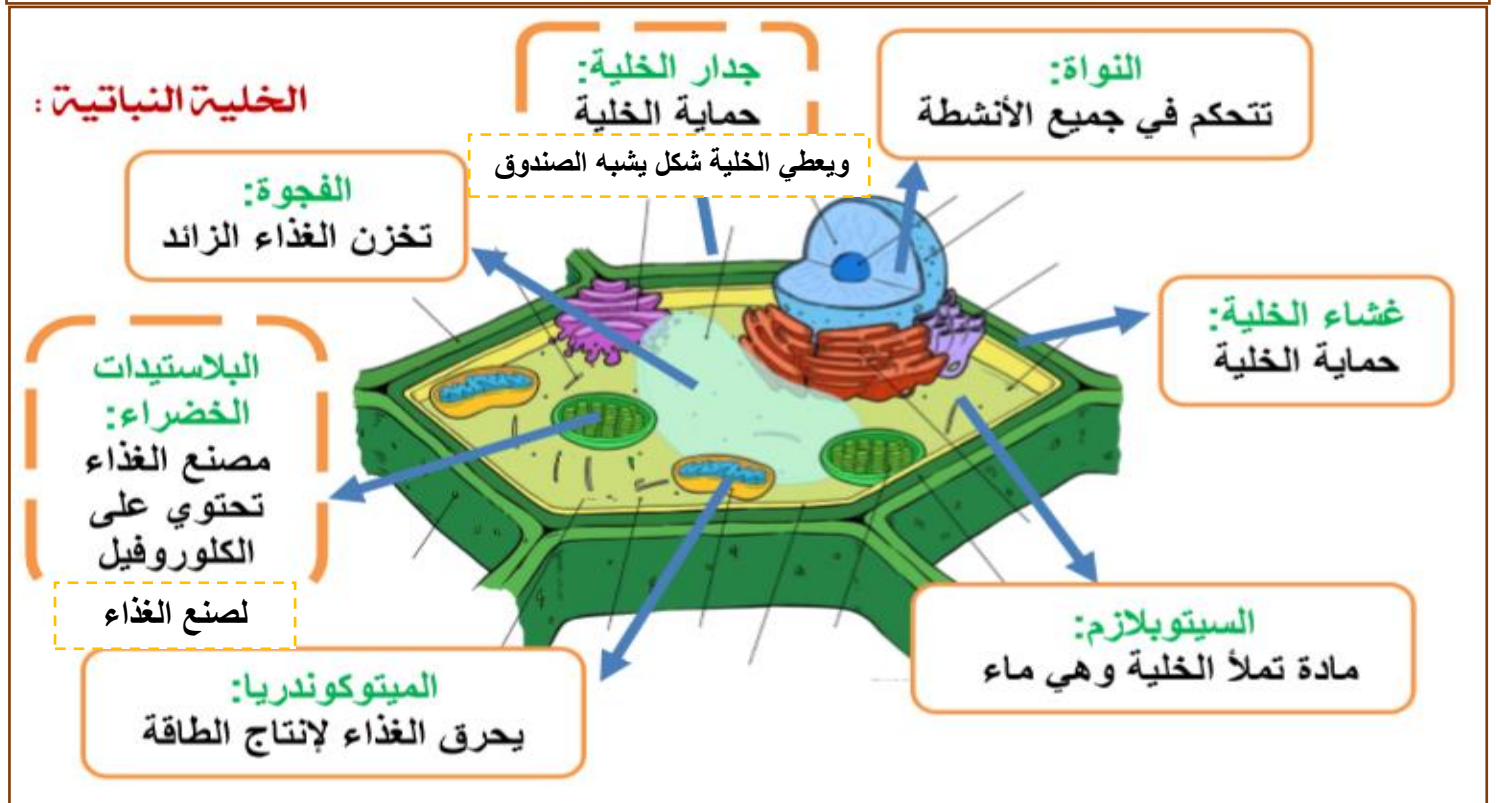 الخلية النباتية :
النواة:
تتحكم في جميع الأنشطة
جدار الخلية:
حماية الخلية
ويعطي الخلية شكل يشبه الصندوق
الفجوة:
تخزن الغذاء الزائد
غشاء الخلية:
حماية الخلية
البلاستيدات
الخضراء:
مصنع الغذاء
تحتوي على
الكلوروفيل
لصنع الغذاء
السيتوبلازم:
مادة تملأ الخلية وهي ماء
الميتوكوندريا:
يحرق الغذاء لإنتاج الطاقة